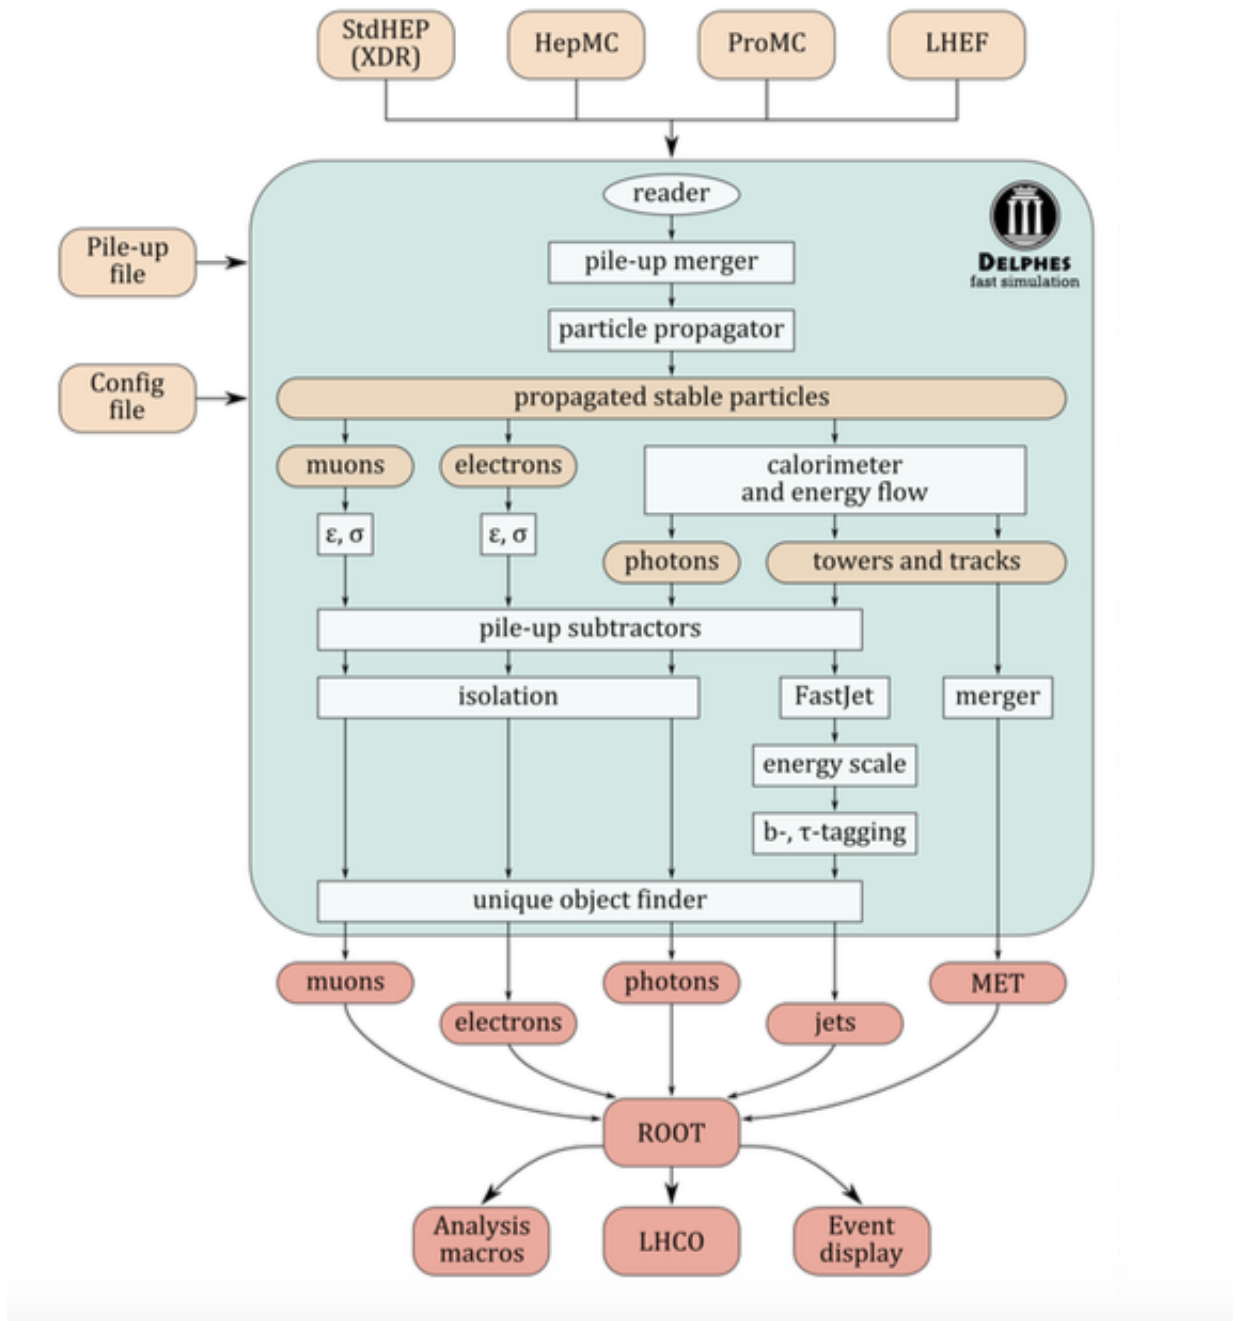 StdHEP
(XDR)
HepMC
ProMC
LHEF
reader
DELPHES
fast simulation
Pile-up
file
pile-up merger
particle propagator
Config
file
propagated stable particles
muons
electrons
calorimeter
and energy flow
ε, σ
ε, σ
photons
towers and tracks
pile-up subtractors
isolation
FastJet
merger
energy scale
b-, τ-tagging
unique object finder
muons
photons
MET
electrons
jets
ROOT
Analysis
macros
LHCO
Event
display